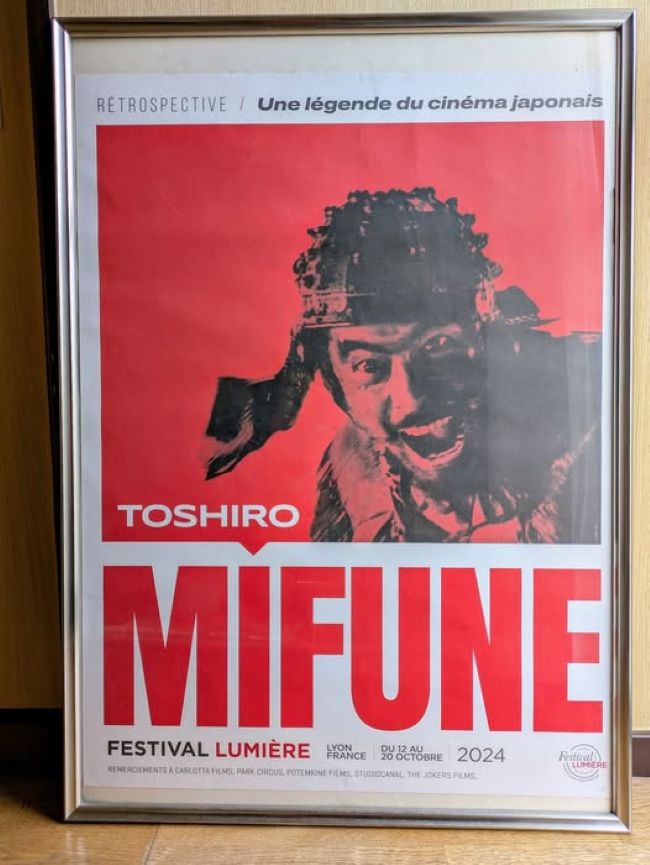 RÉTROSPECTIVE / Une légende du cinéma japonais
TOSHIRO
MIFUNE
FESTIVAL LUMIÈRE
LYON
FRANCE
DU 12 AU
20 OCTOBRE
2024
REMERCIEMENTS À CARLOTTA FILMS, PARK CIRCUS, POTEMKINE FILMS, STUDIOCANAL, THE JOKERS FILMS,
Festival
LUMIÈRE